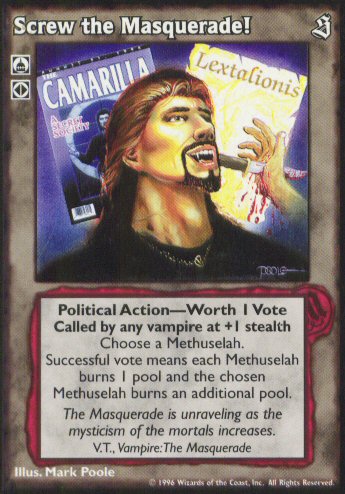 Screw the Masquerade!
THE
CAMARILLA
A
SECRET
SOCIETY
Lextalionis
POOLE
Political Action—Worth 1 Vote
Called by any vampire at +1 stealth
Choose a Methuselah.
Successful vote means each Methuselah
burns 1 pool and the chosen
Methuselah burns an additional pool.
The Masquerade is unraveling as the
mysticism of the mortals increases.
V.T., Vampire: The Masquerade
Illus. Mark Poole
© 1996 Wizards of the Coast, Inc. All Rights Reserved.